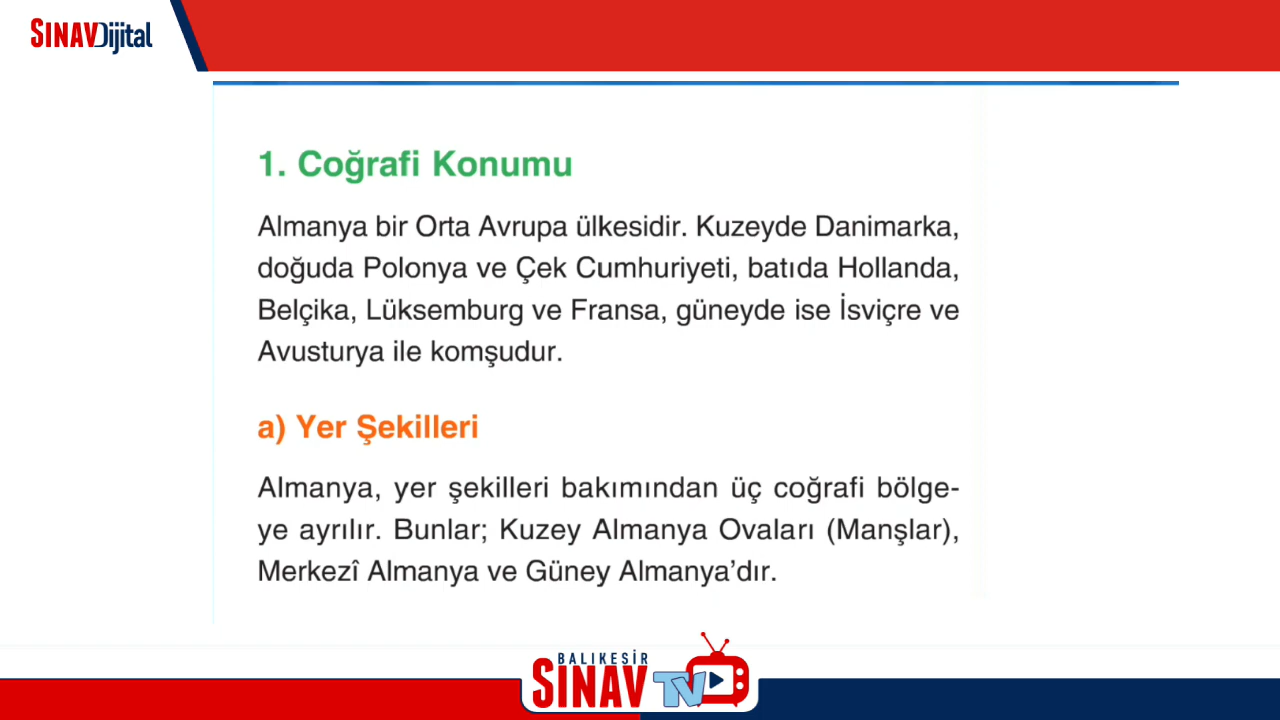 SINAVDijital
1. Coğrafi Konumu
Almanya bir Orta Avrupa ülkesidir. Kuzeyde Danimarka,
doğuda Polonya ve Çek Cumhuriyeti, batıda Hollanda,
Belçika, Lüksemburg ve Fransa, güneyde ise İsviçre ve
Avusturya ile komşudur.
a) Yer Şekilleri
Almanya, yer şekilleri bakımından üç coğrafi bölge-
ye ayrılır. Bunlar; Kuzey Almanya Ovaları (Manşlar),
Merkezî Almanya ve Güney Almanya’dır.
BALIKESİR
SINAV TV